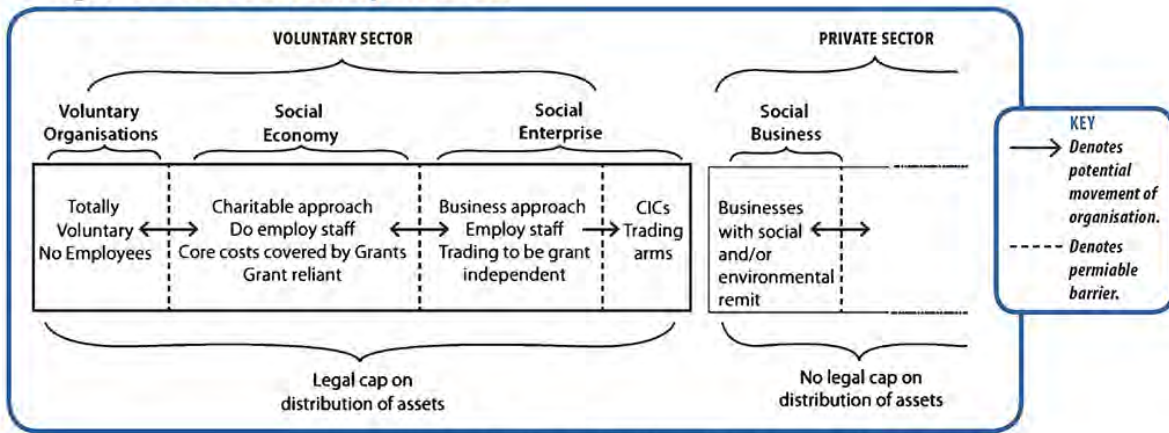 VOLUNTARY SECTOR
PRIVATE SECTOR
Voluntary
Organisations
Social
Economy
Social
Enterprise
Social
Business
Totally
Voluntary
No Employees
Charitable approach
Do employ staff
Core costs covered by Grants
Grant reliant
Business approach
Employ staff
Trading to be grant
independent
CICs
Trading
arms
Businesses
with social
and/or
environmental
remit
Legal cap on
distribution of assets
No legal cap on
distribution of assets
KEY
Denotes
potential
movement of
organisation.
Denotes
permiable
barrier.